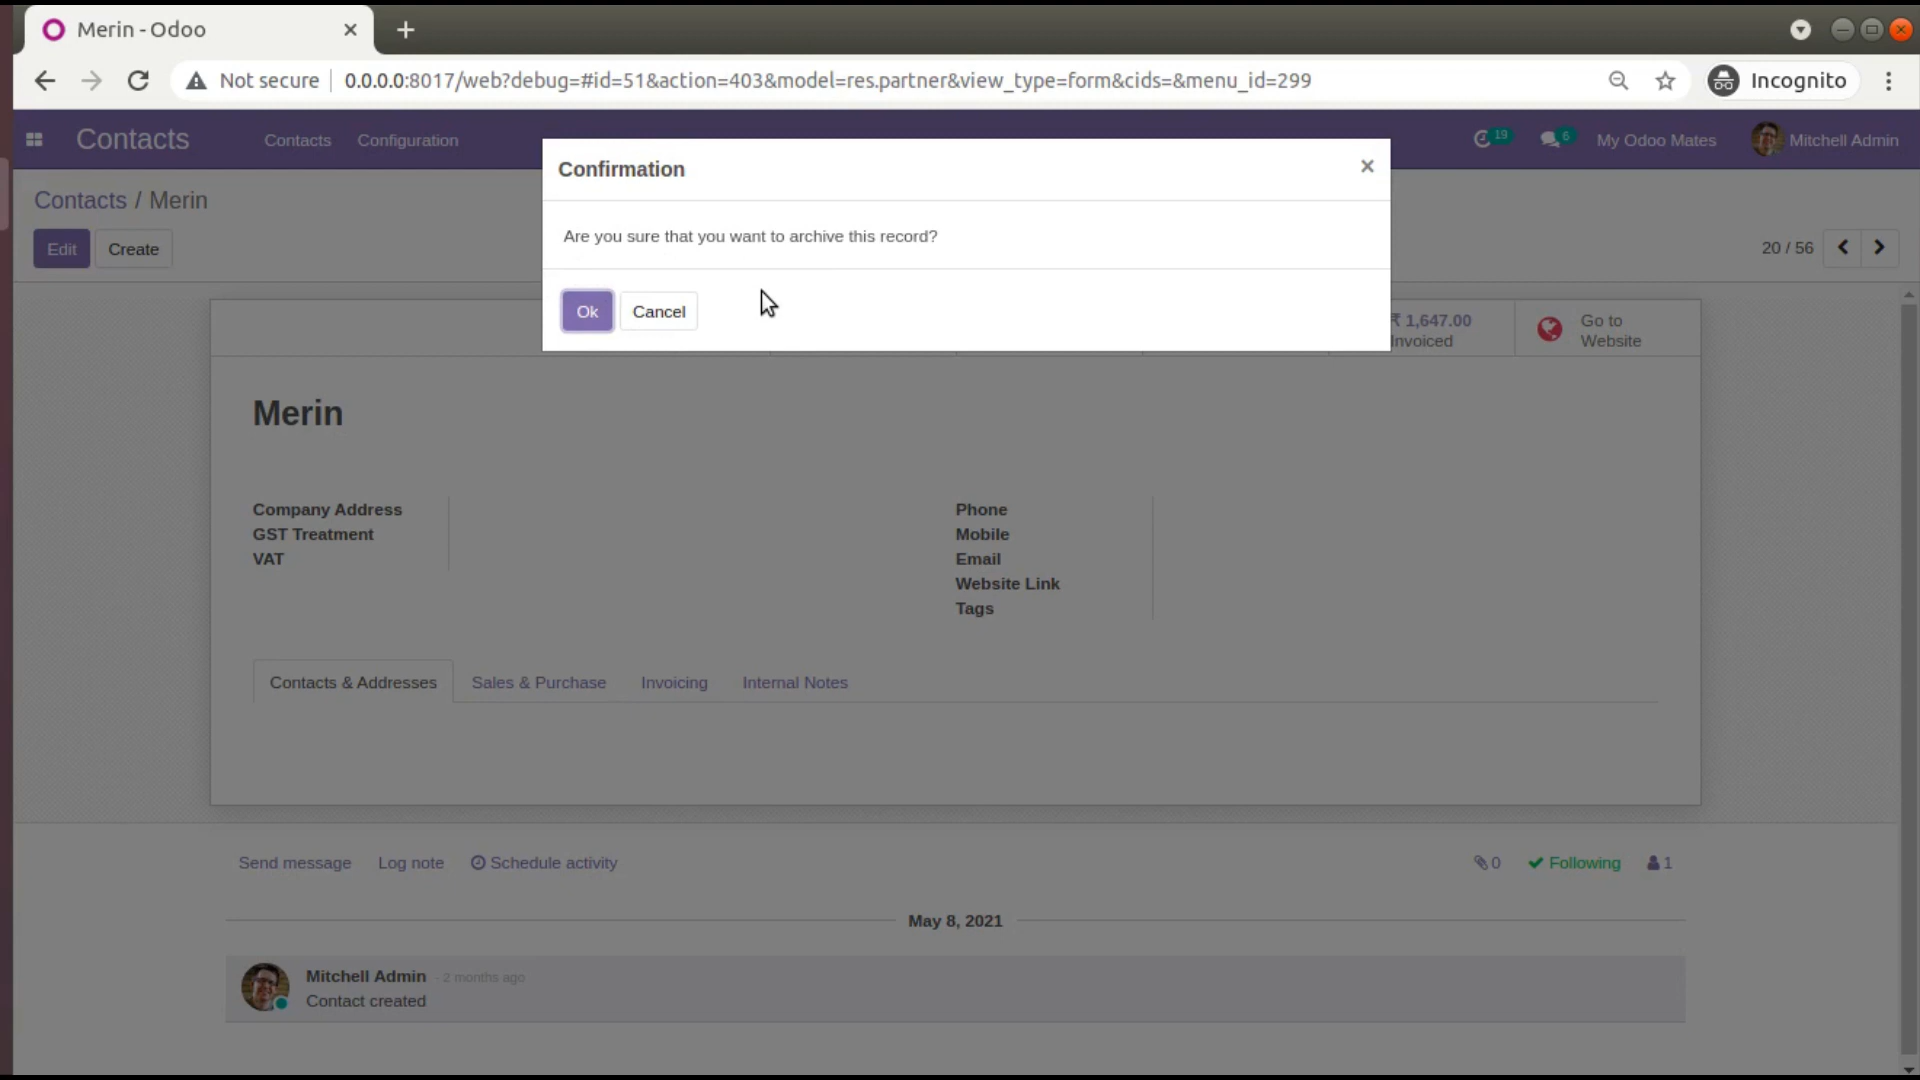 Merin - Odoo
Not secure
0.0.0.0:8017/web?debug=#id=51&action=403&model=res.partner&view_type=form&cids=&menu_id=299
Incognito
Contacts
Contacts
Configuration
19
6
My Odoo Mates
Mitchell Admin
Confirmation
Are you sure that you want to archive this record?
Ok
Cancel
Contacts / Merin
Edit
Create
20 / 56
₹ 1,647.00
Invoiced
Go to
Website
Merin
Company Address
GST Treatment
VAT
Phone
Mobile
Email
Website Link
Tags
Contacts & Addresses
Sales & Purchase
Invoicing
Internal Notes
Send message
Log note
Schedule activity
0
Following
1
May 8, 2021
Mitchell Admin - 2 months ago
Contact created